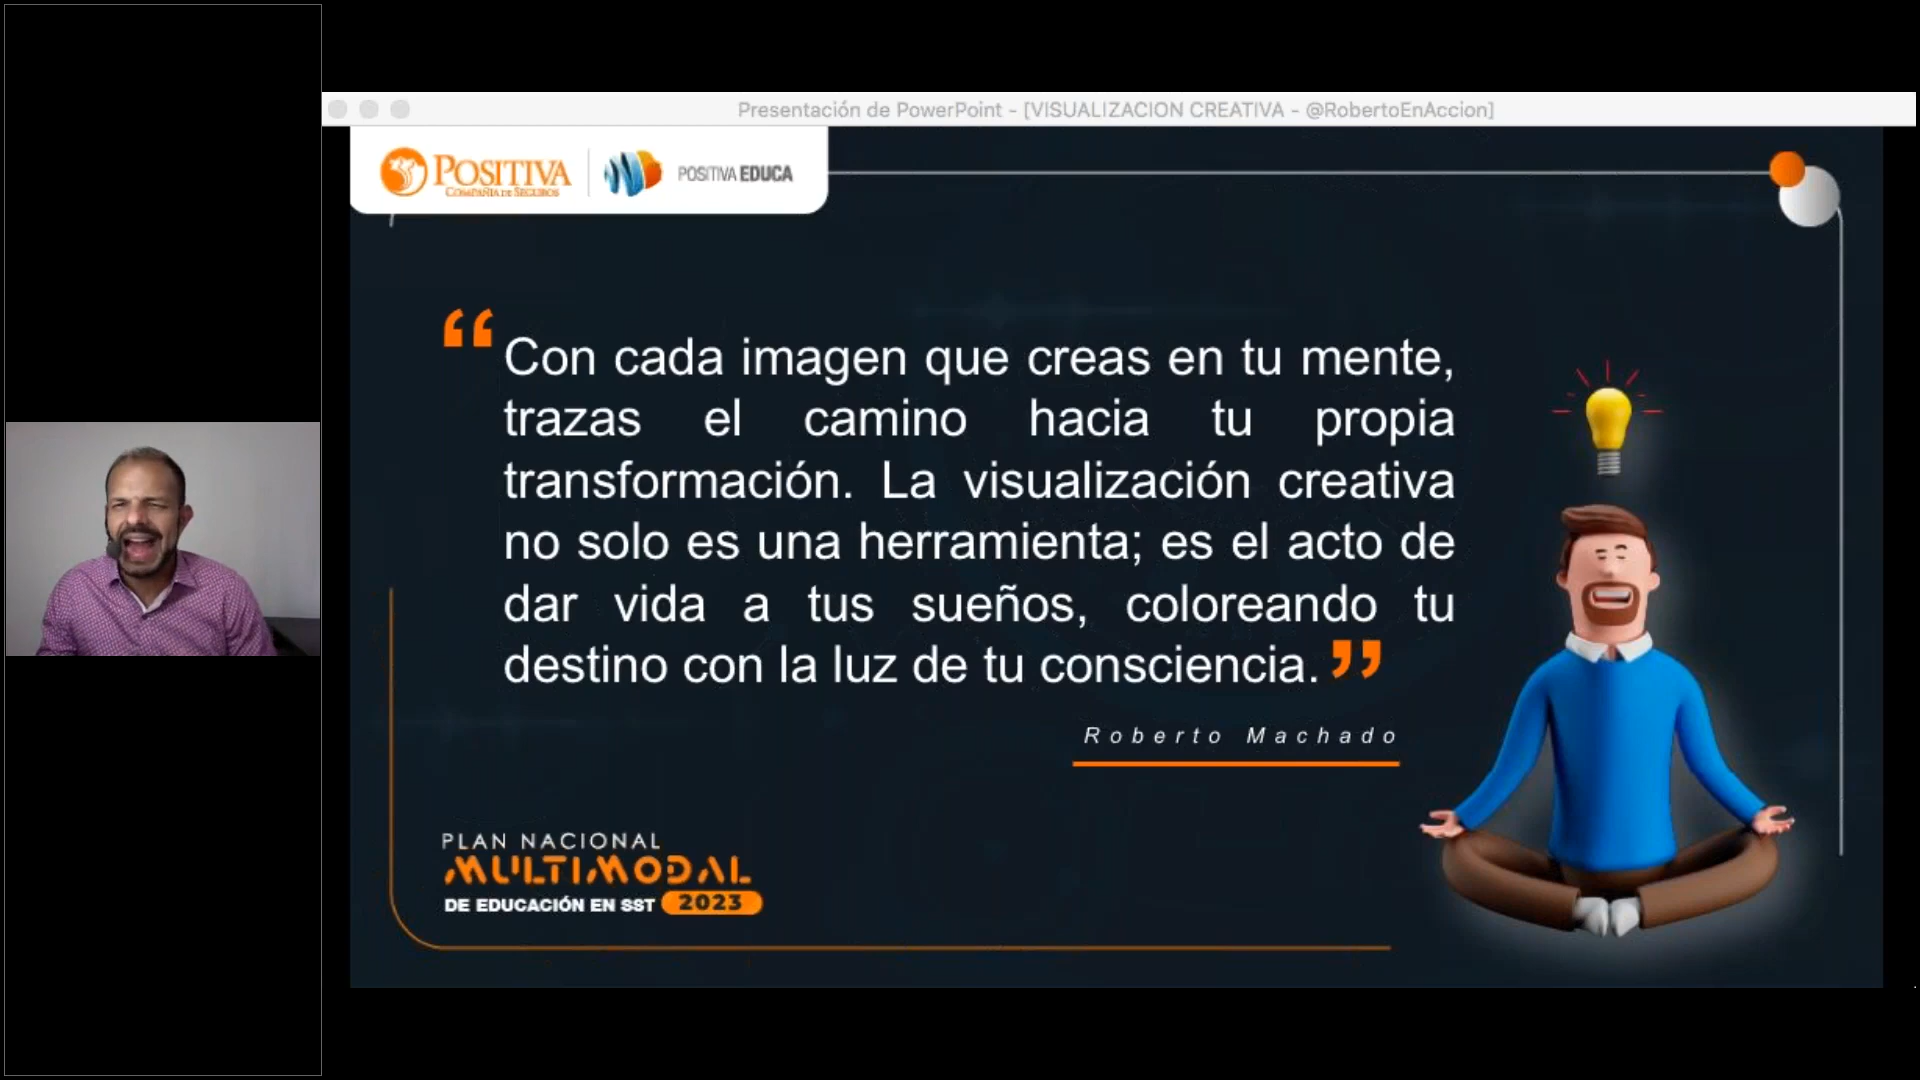 Presentación de PowerPoint - [VISUALIZACION CREATIVA - @RobertoEnAccion]
POSITIVA
COMPAÑÍA DE SEGUROS
POSITIVA EDUCA
“Con cada imagen que creas en tu mente,
trazas el camino hacia tu propia
transformación. La visualización creativa
no solo es una herramienta; es el acto de
dar vida a tus sueños, coloreando tu
destino con la luz de tu consciencia.”
Roberto Machado
PLAN NACIONAL
MULTIMODAL
DE EDUCACIÓN EN SST 2023